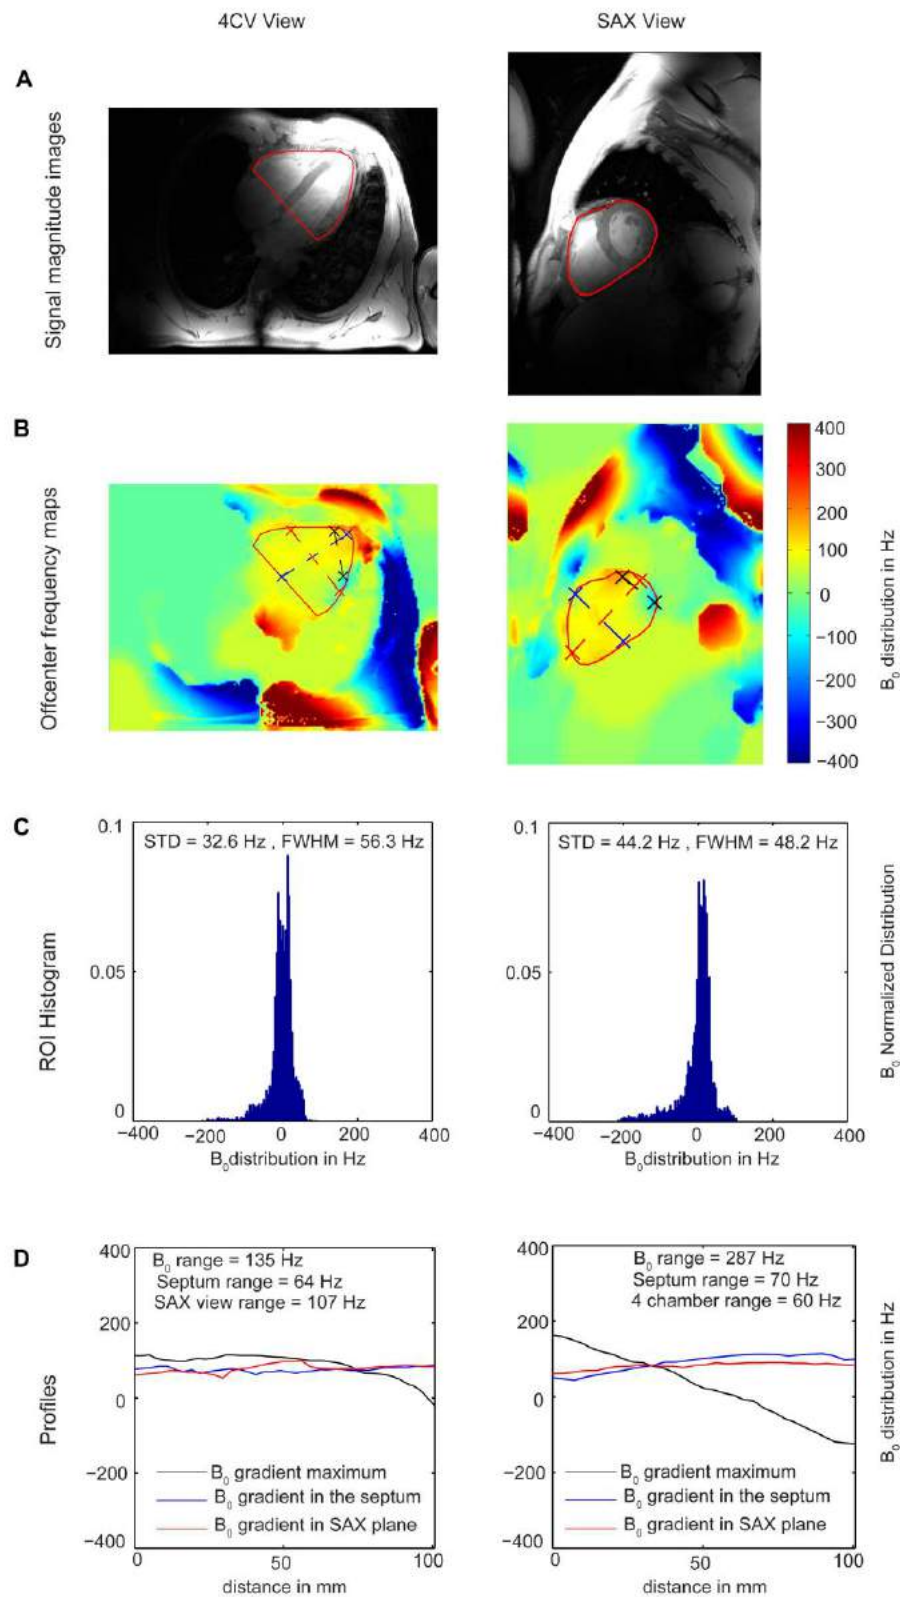 4CV View
SAX View
A
Signal magnitude images
B
Offcenter frequency maps
400
300
200
100
0
−100
−200
−300
−400
B0 distribution in Hz
C
ROI Histogram
0.1
0.05
0
STD = 32.6 Hz , FWHM = 56.3 Hz
−400 −200 0 200 400
B0distribution in Hz
0.1
0.05
0
STD = 44.2 Hz , FWHM = 48.2 Hz
−400 −200 0 200 400
B0distribution in Hz
B0 Normalized Distribution
D
Profiles
400
200
0
−200
−400
B0 range = 135 Hz
Septum range = 64 Hz
SAX view range = 107 Hz
B0 gradient maximum
B0 gradient in the septum
B0 gradient in SAX plane
0 50 100
distance in mm
400
200
0
−200
−400
B0 range = 287 Hz
Septum range = 70 Hz
4 chamber range = 60 Hz
B0 gradient maximum
B0 gradient in the septum
B0 gradient in SAX plane
0 50 100
distance in mm
B0 distribution in Hz